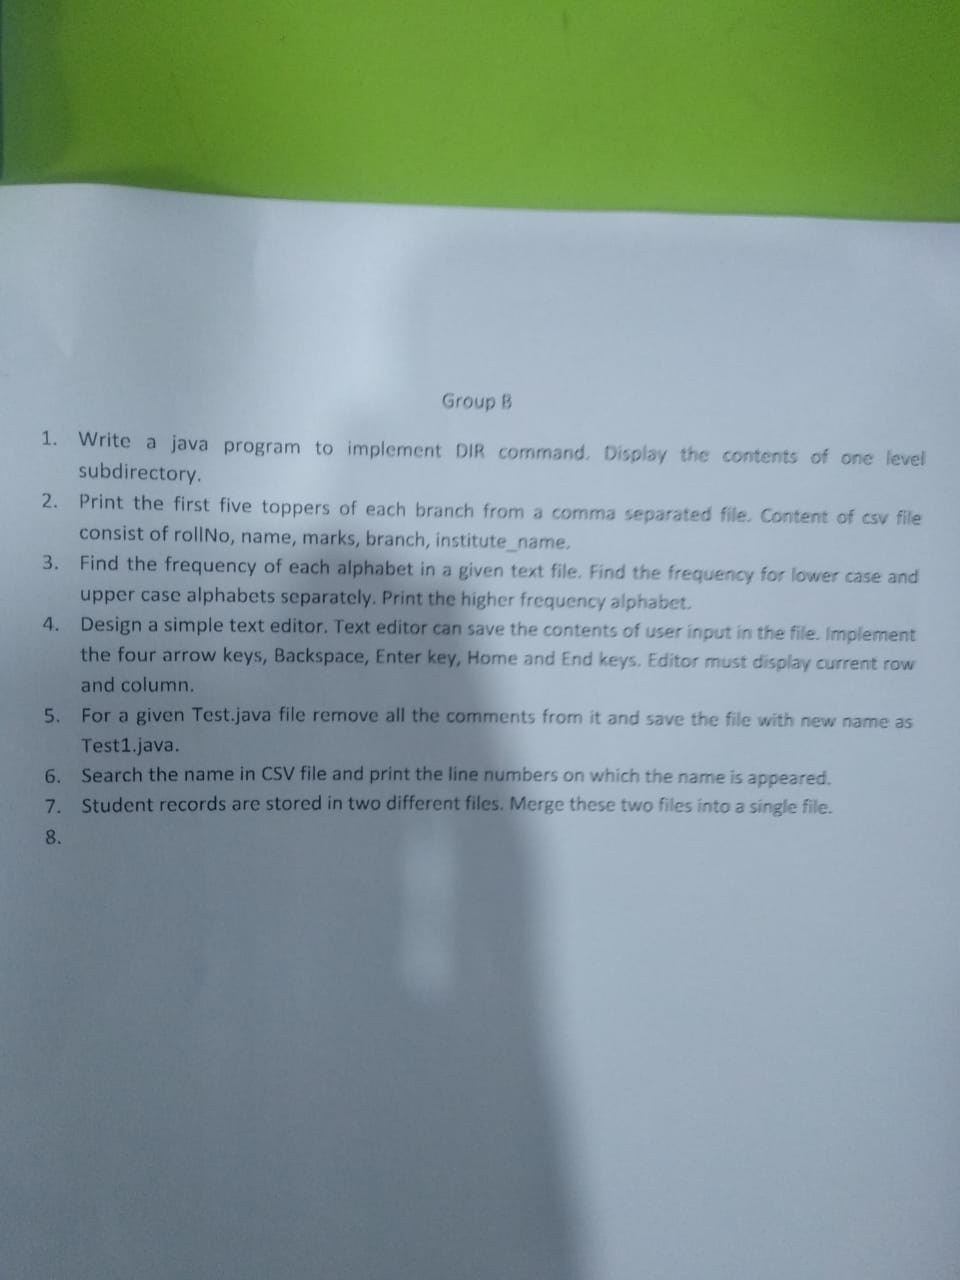 Group B
1. Write a java program to implement DIR command. Display the contents of one level
subdirectory.
2. Print the first five toppers of each branch from a comma separated file. Content of csv file
consist of rollNo, name, marks, branch, institute_name.
3. Find the frequency of each alphabet in a given text file. Find the frequency for lower case and
upper case alphabets separately. Print the higher frequency alphabet.
4. Design a simple text editor. Text editor can save the contents of user input in the file. Implement
the four arrow keys, Backspace, Enter key, Home and End keys. Editor must display current row
and column.
5. For a given Test.java file remove all the comments from it and save the file with new name as
Test1.java.
6. Search the name in CSV file and print the line numbers on which the name is appeared.
7. Student records are stored in two different files. Merge these two files into a single file.
8.